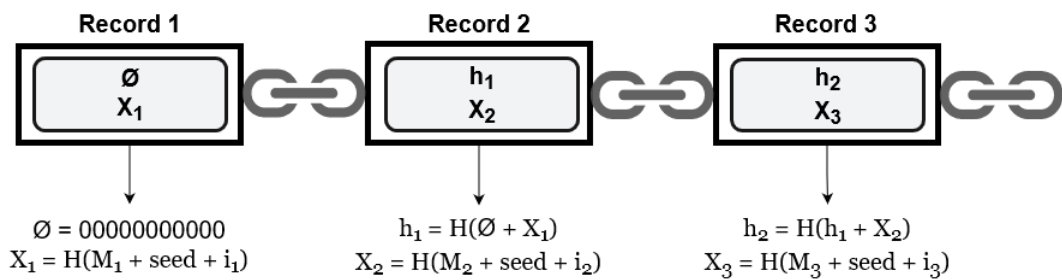 Record 1
Ø
X₁
Ø = 00000000000
X₁ = H(M₁ + seed + i₁)
Record 2
h₁
X₂
h₁ = H(Ø + X₁)
X₂ = H(M₂ + seed + i₂)
Record 3
h₂
X₃
h₂ = H(h₁ + X₂)
X₃ = H(M₃ + seed + i₃)